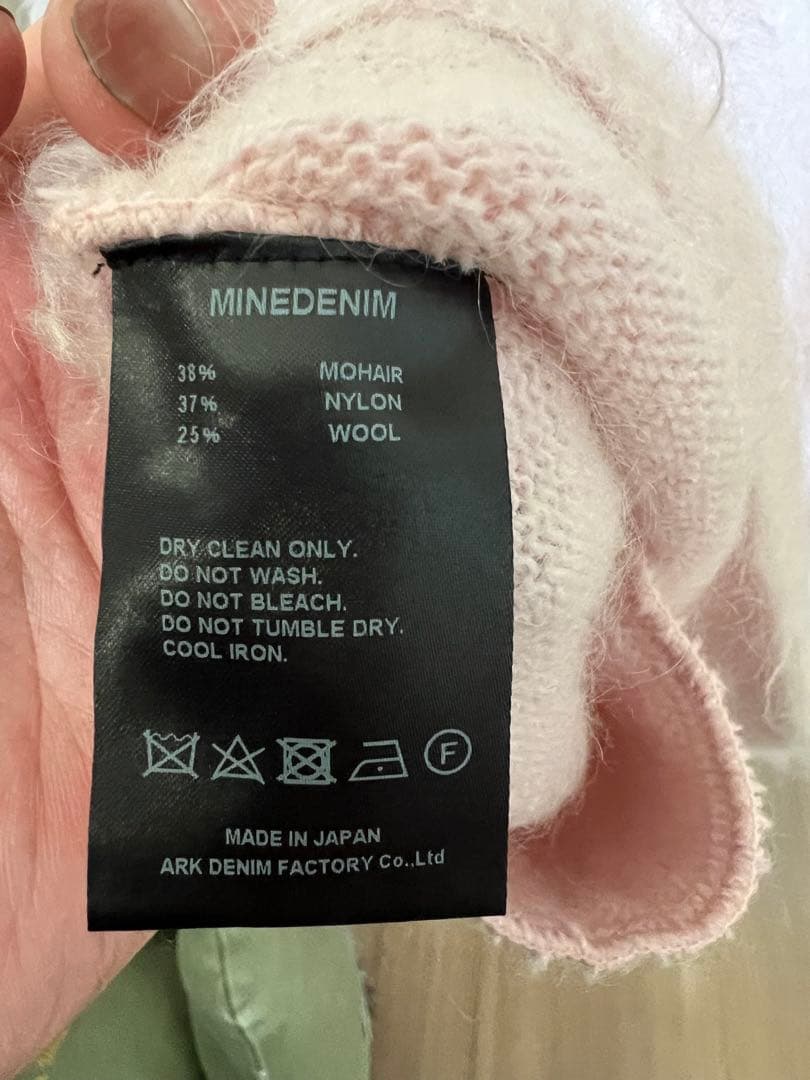 MINEDENIM
38% MOHAIR
37% NYLON
25% WOOL
DRY CLEAN ONLY.
DO NOT WASH.
DO NOT BLEACH.
DO NOT TUMBLE DRY.
COOL IRON.
F
MADE IN JAPAN
ARK DENIM FACTORY Co.,Ltd